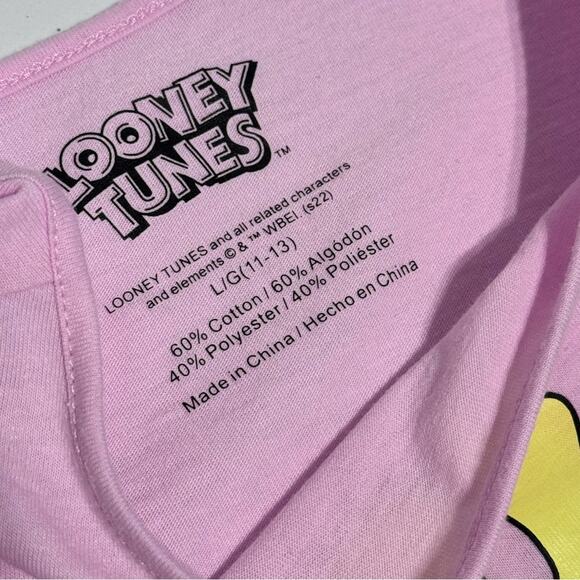 LOONEY
TUNES ™
LOONEY TUNES and all related characters
and elements © & ™ WBEI. (s22)
L/G(11-13)
60% Cotton / 60% Algódón
40% Polyester / 40% Poliéster
Made in China / Hecho en China